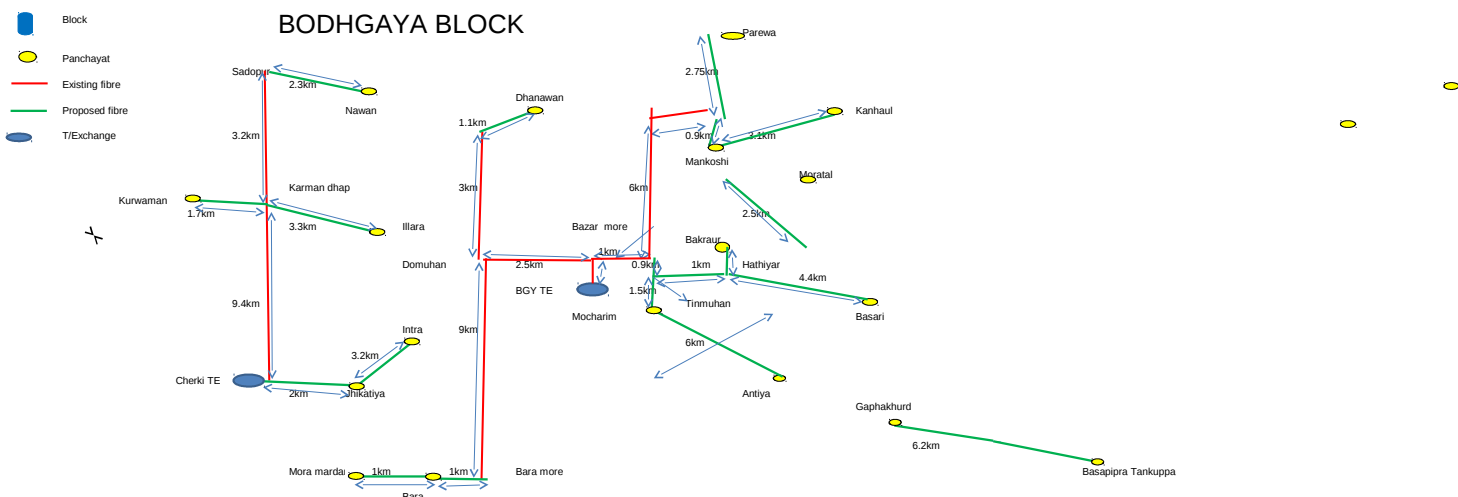 BODHGAYA BLOCK
Block
Panchayat
Existing fibre
Proposed fibre
T/Exchange
Parewa
Sadopur
2.3km
2.75km
Nawan
Dhanawan
Kanhaul
1.1km
3.2km
0.9km
3.1km
Mankoshi
Moratal
Karman dhap
3km
6km
Kurwaman
1.7km
3.3km
Illara
2.5km
Bazar more
Bakraur
1km
Domuhan
2.5km
0.9km
1km
Hathiyar
4.4km
BGY TE
1.5km
9.4km
Tinmuhan
Mocharim
Basari
Intra
9km
6km
3.2km
Cherki TE
2km
Jhikatiya
Antiya
Gaphakhurd
6.2km
Mora mardan
1km
1km
Bara more
Basapipra Tankuppa
Bara